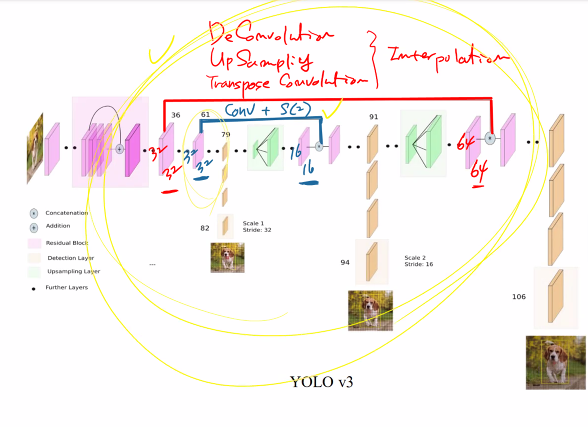 DeConvolution
UpSampling
Transpose Convolution
Interpolation
Conv + S(2)
36
61
79
91
32
32
32
32
16
16
64
64
82
Scale 1
Stride: 32
94
Scale 2
Stride: 16
106
Concatenation
Addition
Residual Block
Detection Layer
Upsampling Layer
Further Layers
...
YOLO v3